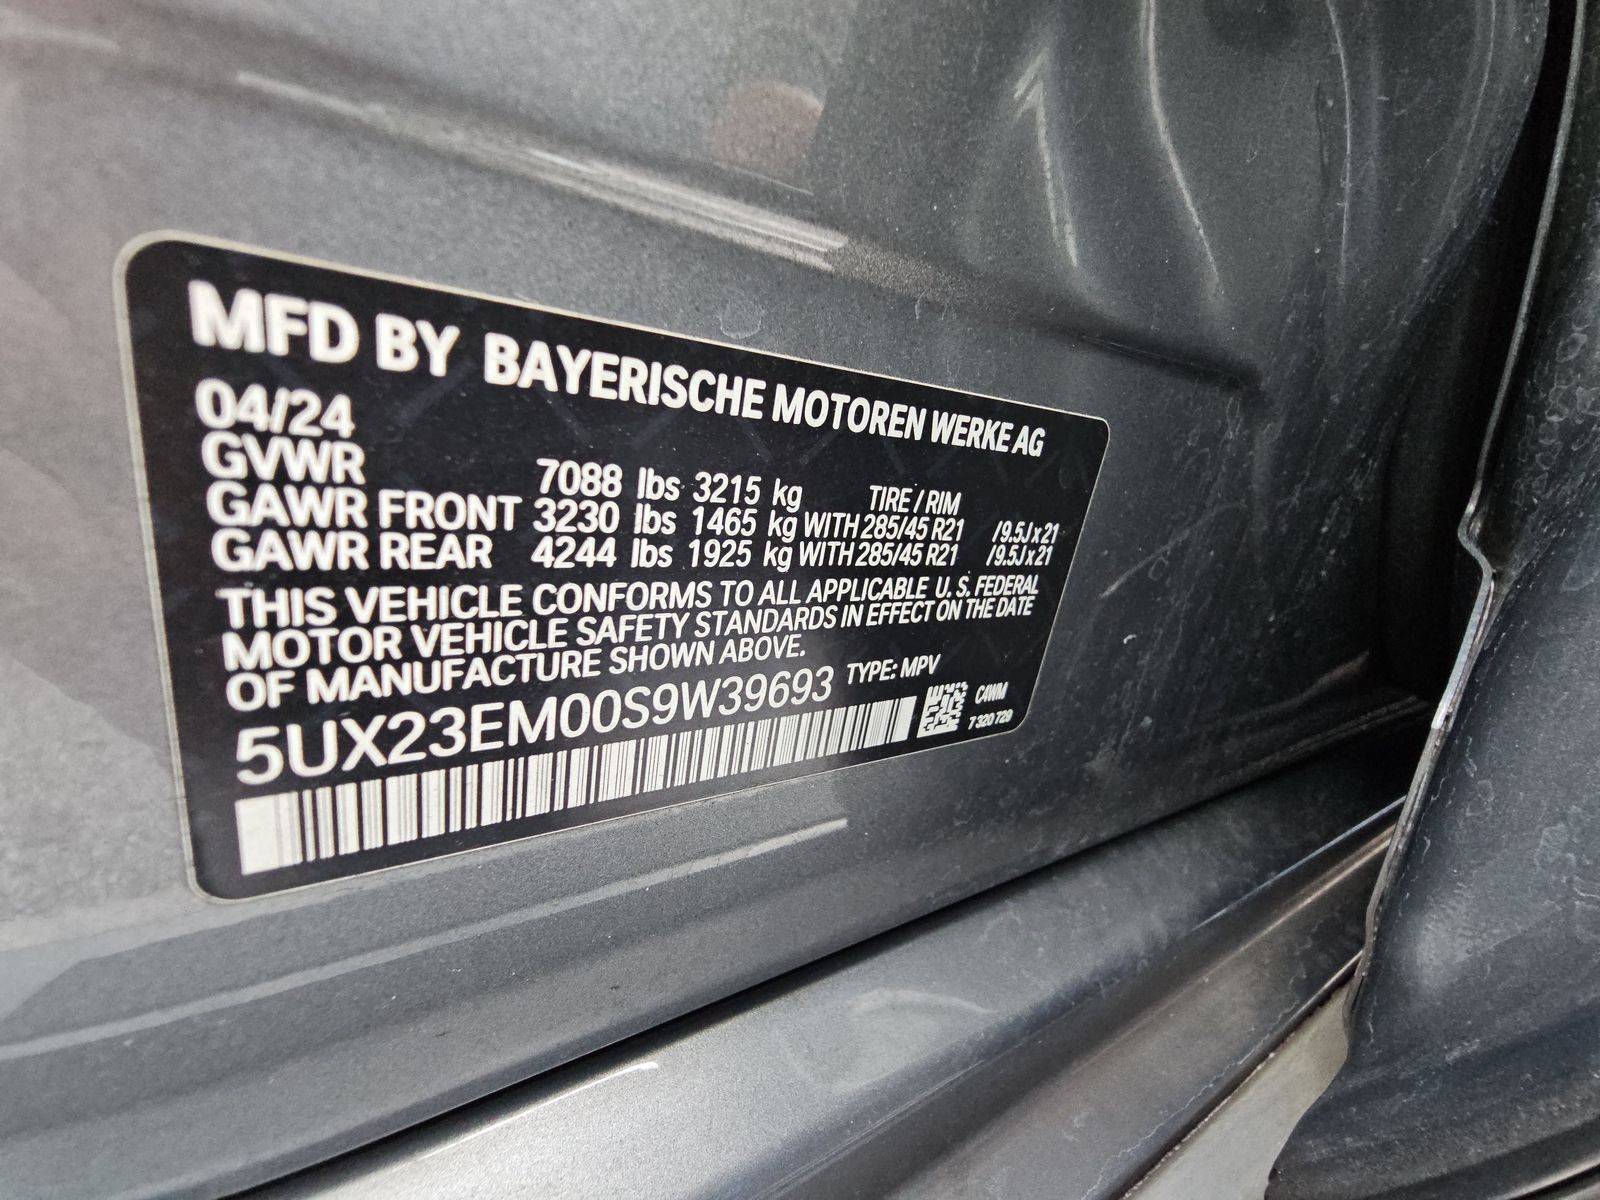 MFD BY BAYERISCHE MOTOREN WERKE AG
04/24
GVWR 7088 lbs 3215 kg TIRE / RIM
GAWR FRONT 3230 lbs 1465 kg WITH 285/45 R21 /9.5J x 21
GAWR REAR 4244 lbs 1925 kg WITH 285/45 R21 /9.5J x 21
THIS VEHICLE CONFORMS TO ALL APPLICABLE U. S. FEDERAL
MOTOR VEHICLE SAFETY STANDARDS IN EFFECT ON THE DATE
OF MANUFACTURE SHOWN ABOVE.
5UX23EM00S9W39693 TYPE: MPV
C4WM
7 320 729